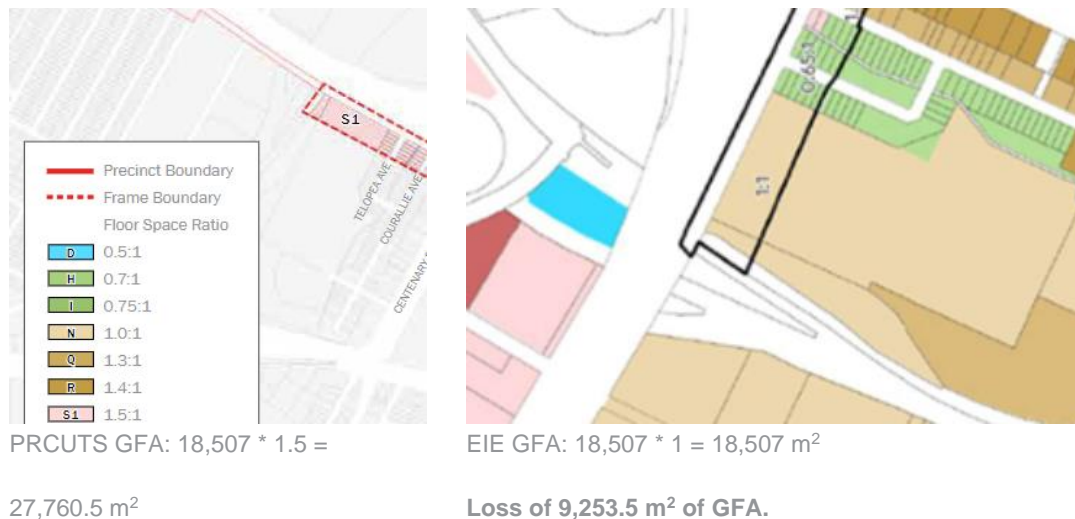 S1
TELOPEA AVE
COURALLIE AVE
CENTENARY
Precinct Boundary
Frame Boundary
Floor Space Ratio
D 0.5:1
H 0.7:1
I 0.75:1
N 1.0:1
Q 1.3:1
R 1.4:1
S1 1.5:1
0.65:1
1:1
PRCUTS GFA: 18,507 * 1.5 =
27,760.5 m²
EIE GFA: 18,507 * 1 = 18,507 m²
Loss of 9,253.5 m² of GFA.